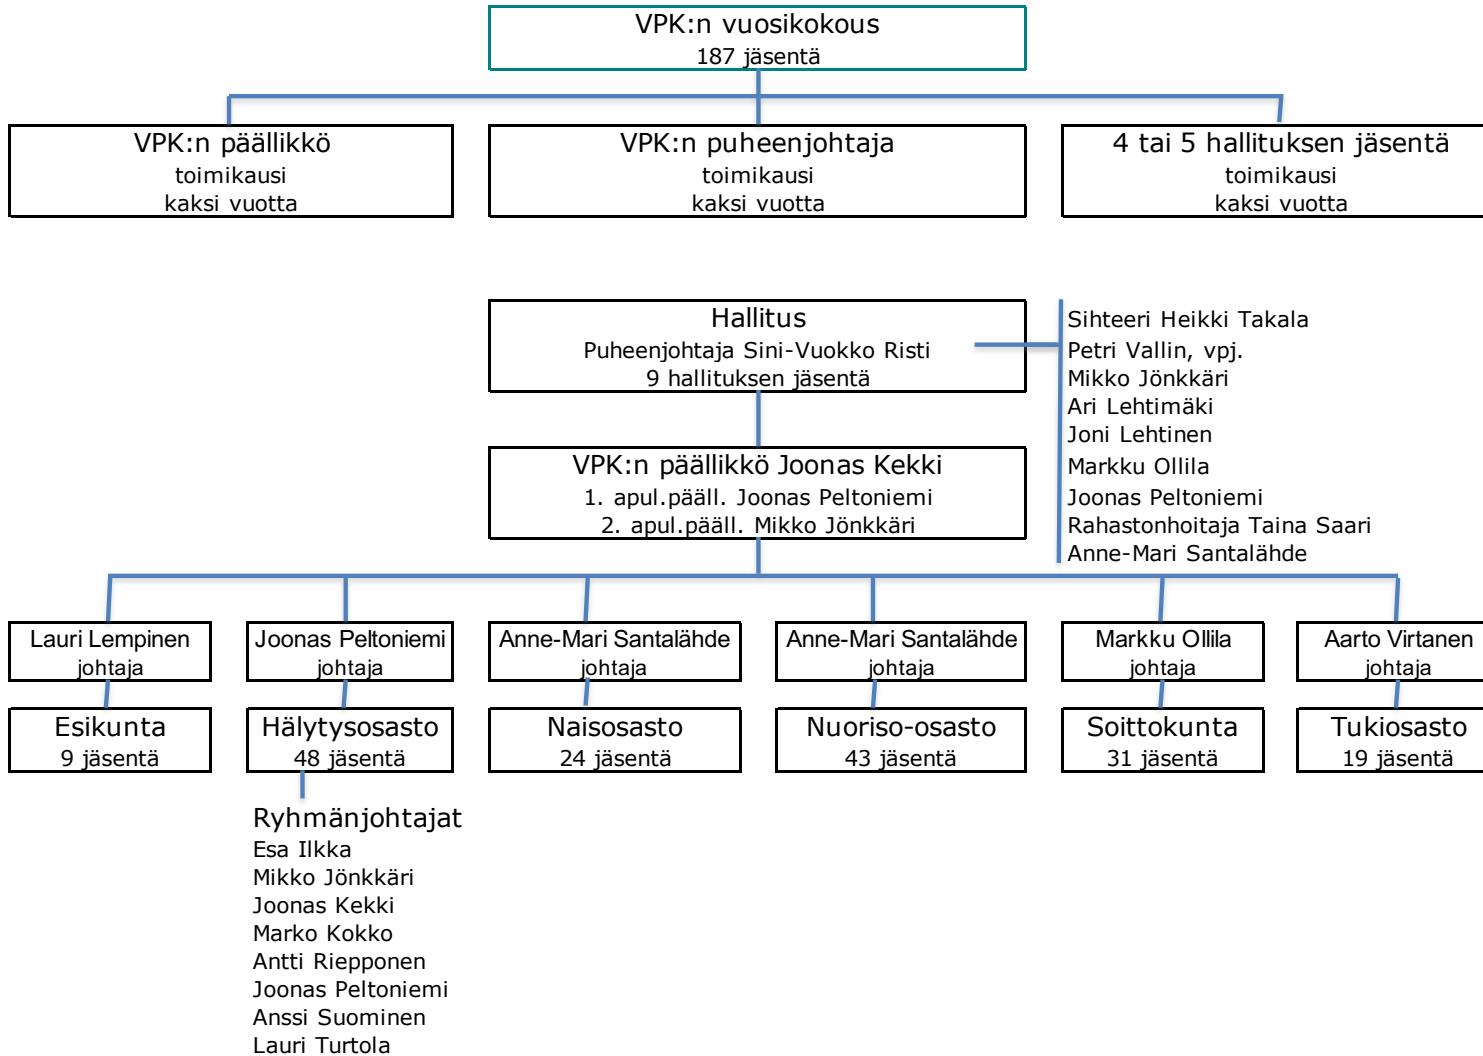 VPK:n vuosikokous
187 jäsentä
VPK:n päällikkö
toimikausi
kaksi vuotta
VPK:n puheenjohtaja
toimikausi
kaksi vuotta
4 tai 5 hallituksen jäsentä
toimikausi
kaksi vuotta
Hallitus
Puheenjohtaja Sini-Vuokko Risti
9 hallituksen jäsentä
Sihteeri Heikki Takala
Petri Vallin, vpj.
Mikko Jönkkäri
Ari Lehtimäki
Joni Lehtinen
Markku Ollila
Joonas Peltoniemi
Rahastonhoitaja Taina Saari
Anne-Mari Santalähde
VPK:n päällikkö Joonas Kekki
1. apul.pääll. Joonas Peltoniemi
2. apul.pääll. Mikko Jönkkäri
Lauri Lempinen
johtaja
Joonas Peltoniemi
johtaja
Anne-Mari Santalähde
johtaja
Anne-Mari Santalähde
johtaja
Markku Ollila
johtaja
Aarto Virtanen
johtaja
Esikunta
9 jäsentä
Hälytysosasto
48 jäsentä
Naisosasto
24 jäsentä
Nuoriso-osasto
43 jäsentä
Soittokunta
31 jäsentä
Tukiosasto
19 jäsentä
Ryhmänjohtajat
Esa Ilkka
Mikko Jönkkäri
Joonas Kekki
Marko Kokko
Antti Riepponen
Joonas Peltoniemi
Anssi Suominen
Lauri Turtola